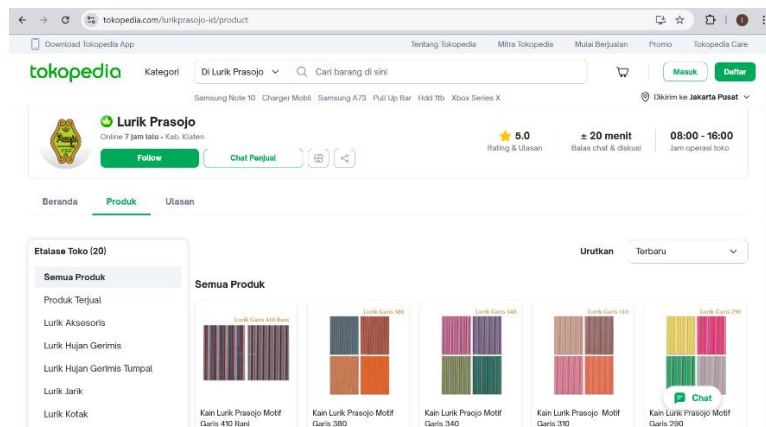 tokopedia.com/lurikprasojo-id/product
Download Tokopedia App Tentang Tokopedia Mitra Tokopedia Mulai Berjualan Promo Tokopedia Care
tokopedia Kategori Di Lurik Prasojo Cari barang di sini Masuk Daftar
Samsung Note 10 Charger Mobil Samsung A73 Pull Up Bar Hdd 1tb Xbox Series X Dikirim ke Jakarta Pusat
Lurik Prasojo
Online 7 jam lalu • Kab. Klaten
Follow Chat Penjual
5.0 ± 20 menit 08:00 - 16:00
Rating & Ulasan Balas chat & diskusi Jam operasi toko
Beranda Produk Ulasan
Etalase Toko (20) Urutkan Terbaru
Semua Produk
Produk Terjual
Lurik Aksesoris
Lurik Hujan Gerimis
Lurik Hujan Gerimis Tumpal
Lurik Jarik
Lurik Kotak
Semua Produk
Lurik Garis 410 Rani Lurik Garis 380 Lurik Garis 340 Lurik Garis 310 Lurik Garis 290
Kain Lurik Prasojo Motif Garis 410 Rani
Kain Lurik Prasojo Motif Garis 380
Kain Lurik Praojo Motif Garis 340
Kain Lurik Prasojo Motif Garis 310
Kain Lurik Prasojo Motif Garis 290
Chat